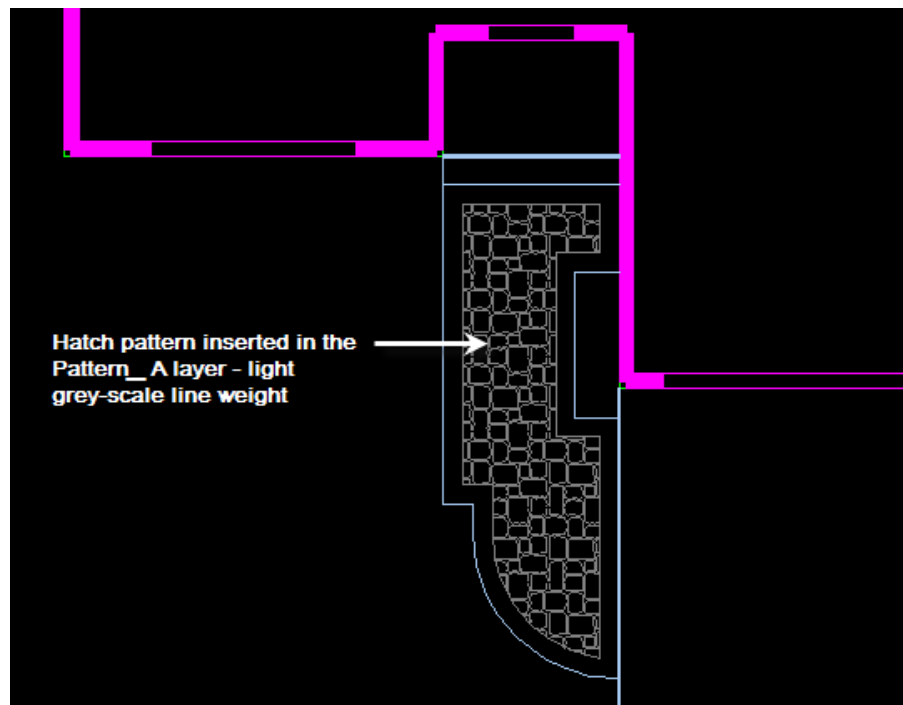 Hatch pattern inserted in the
Pattern_ A layer - light
grey-scale line weight